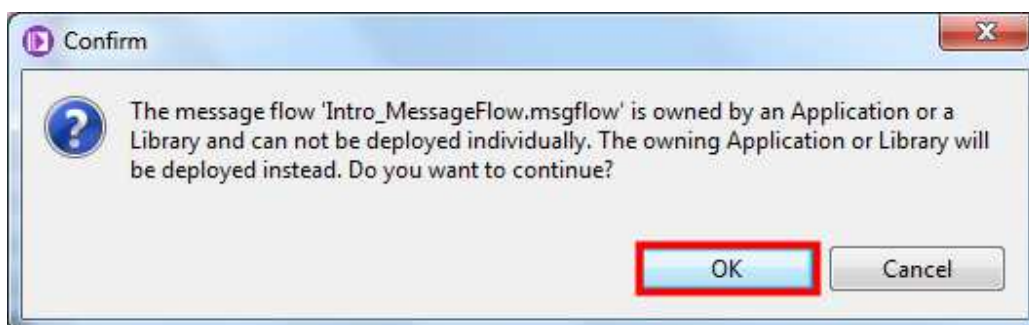 Confirm
The message flow 'Intro_MessageFlow.msgflow' is owned by an Application or a
Library and can not be deployed individually. The owning Application or Library will
be deployed instead. Do you want to continue?
OK
Cancel